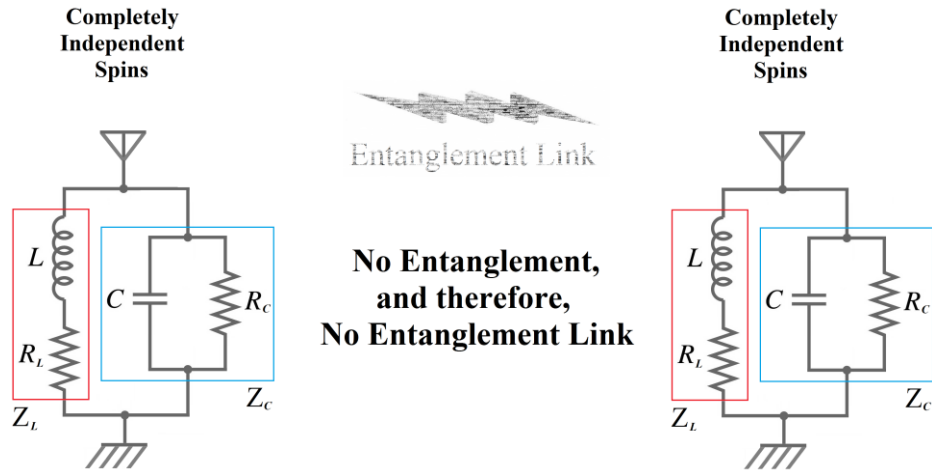 Completely
Independent
Spins
Completely
Independent
Spins
Entanglement Link
L
C
R_C
R_L
Z_L
Z_C
No Entanglement,
and therefore,
No Entanglement Link
L
C
R_C
R_L
Z_L
Z_C